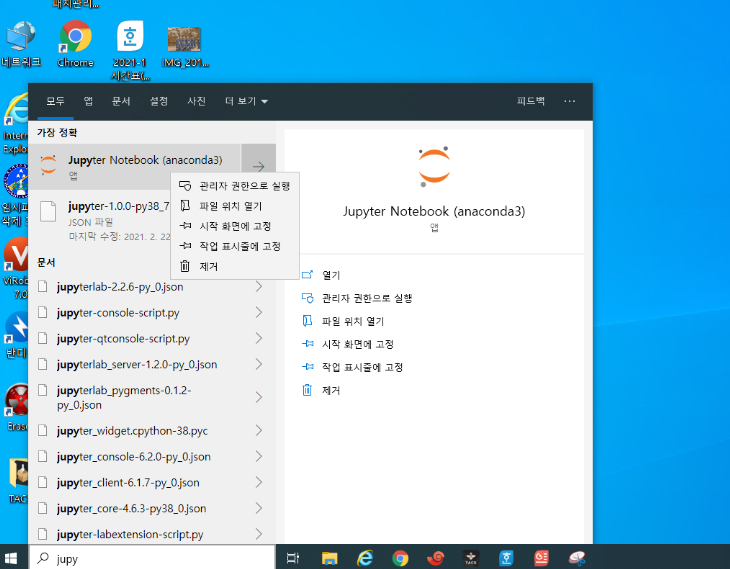 패치관리...
네트워크
Chrome
2021-1
시간표(...
IMG_201...
모두
앱
문서
설정
사진
더 보기
피드백
...
가장 정확
Jupyter Notebook (anaconda3)
앱
관리자 권한으로 실행
파일 위치 열기
시작 화면에 고정
작업 표시줄에 고정
제거
jupyter-1.0.0-py38_7
JSON 파일
마지막 수정: 2021. 2. 22
문서
jupyterlab-2.2.6-py_0.json
jupyter-console-script.py
jupyter-qtconsole-script.py
jupyterlab_server-1.2.0-py_0.json
jupyterlab_pygments-0.1.2-
py_0.json
jupyter_widget.cpython-38.pyc
jupyter_console-6.2.0-py_0.json
jupyter_client-6.1.7-py_0.json
jupyter_core-4.6.3-py38_0.json
jupyter-labextension-script.py
Jupyter Notebook (anaconda3)
앱
열기
관리자 권한으로 실행
파일 위치 열기
시작 화면에 고정
작업 표시줄에 고정
제거
Intern
Explo
임시파
삭제
ViRob
7.0
반디
Erase
TAC
jupy